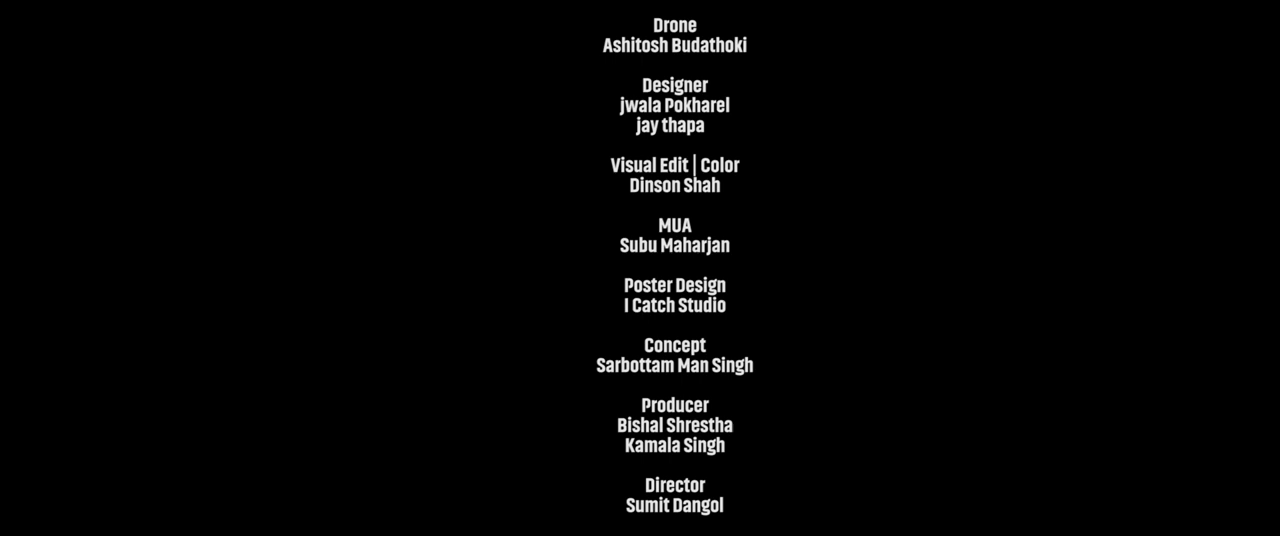 Drone
Ashitosh Budathoki
Designer
jwala Pokharel
jay thapa
Visual Edit | Color
Dinson Shah
MUA
Subu Maharjan
Poster Design
I Catch Studio
Concept
Sarbottam Man Singh
Producer
Bishal Shrestha
Kamala Singh
Director
Sumit Dangol